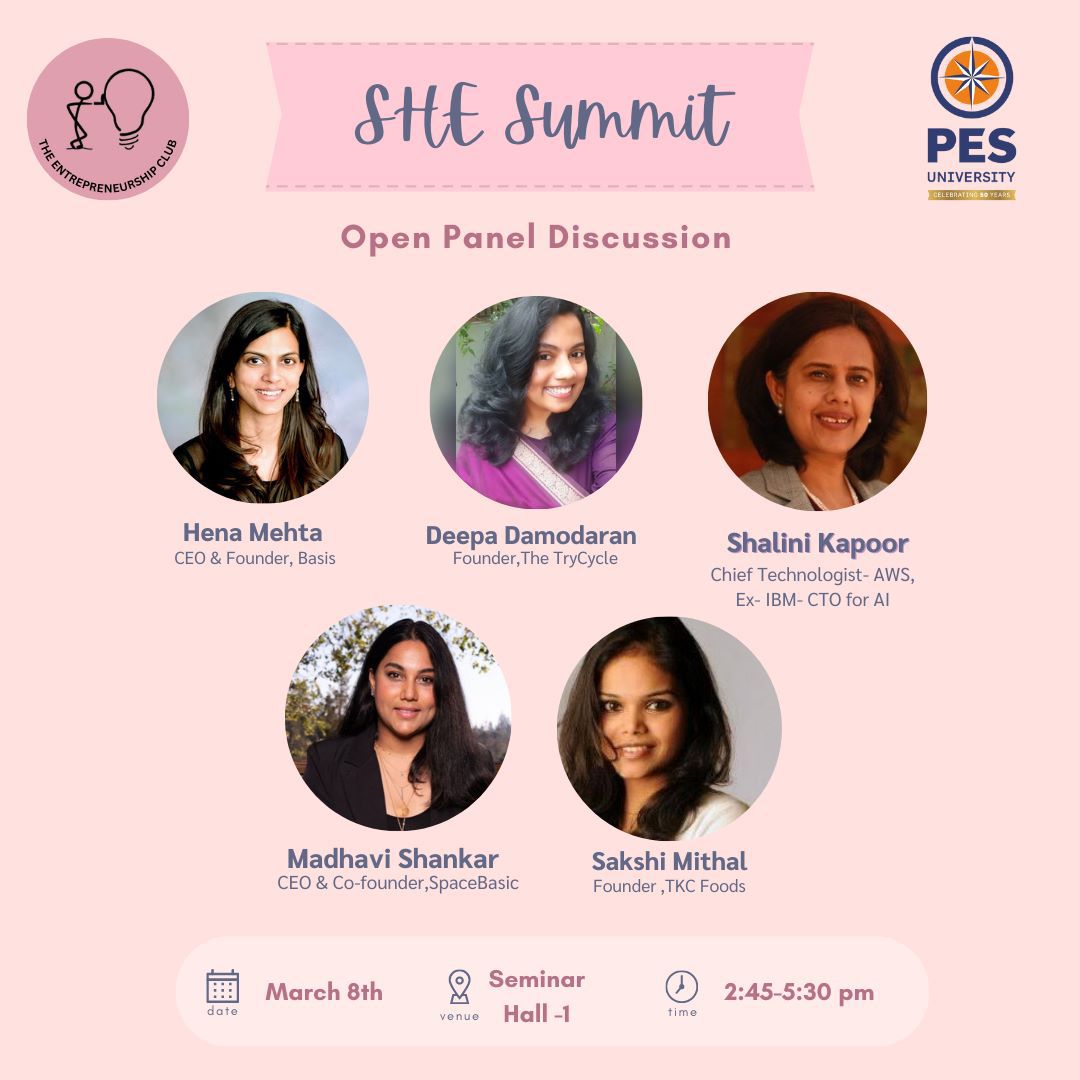 THE ENTREPRENEURSHIP CLUB
SHE Summit
PES
UNIVERSITY
CELEBRATING 50 YEARS
Open Panel Discussion
Hena Mehta
CEO & Founder, Basis
Deepa Damodaran
Founder,The TryCycle
Shalini Kapoor
Chief Technologist- AWS,
Ex- IBM- CTO for AI
Madhavi Shankar
CEO & Co-founder,SpaceBasic
Sakshi Mithal
Founder ,TKC Foods
date
March 8th
venue
Seminar
Hall -1
time
2:45-5:30 pm